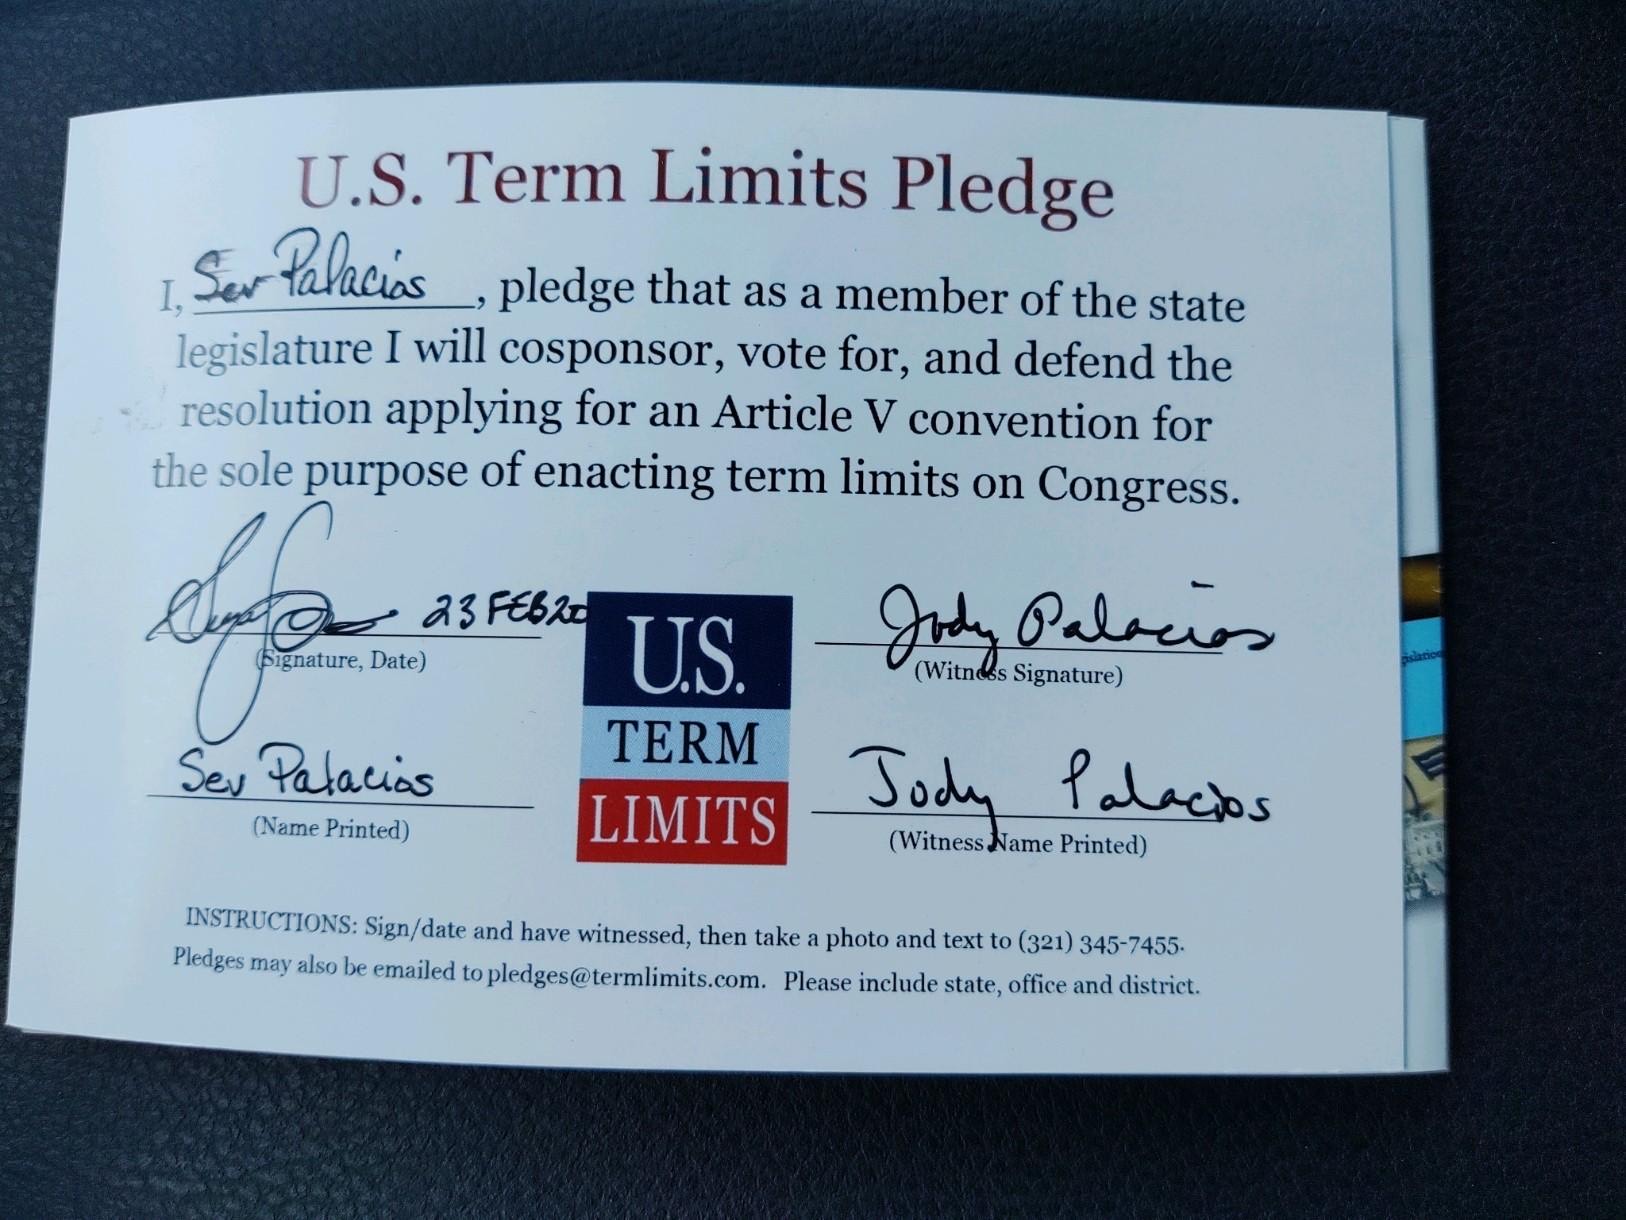 U.S. Term Limits Pledge
I, Sev Palacios, pledge that as a member of the state
legislature I will cosponsor, vote for, and defend the
resolution applying for an Article V convention for
the sole purpose of enacting term limits on Congress.
23 FEB 20
(Signature, Date)
Jody Palacios
(Witness Signature)
Sev Palacios
(Name Printed)
U.S.
TERM
LIMITS
Jody Palacios
(Witness Name Printed)
INSTRUCTIONS: Sign/date and have witnessed, then take a photo and text to (321) 345-7455.
Pledges may also be emailed to pledges@termlimits.com. Please include state, office and district.